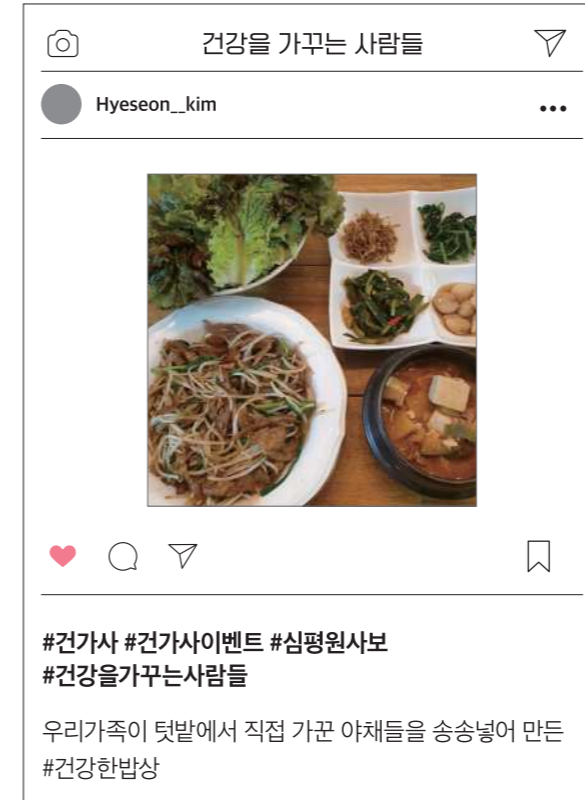 건강을 가꾸는 사람들
Hyeseon__kim
#건가사 #건가사이벤트 #심평원사보
#건강을가꾸는사람들
우리가족이 텃밭에서 직접 가꾼 야채들을 송송넣어 만든
#건강한밥상